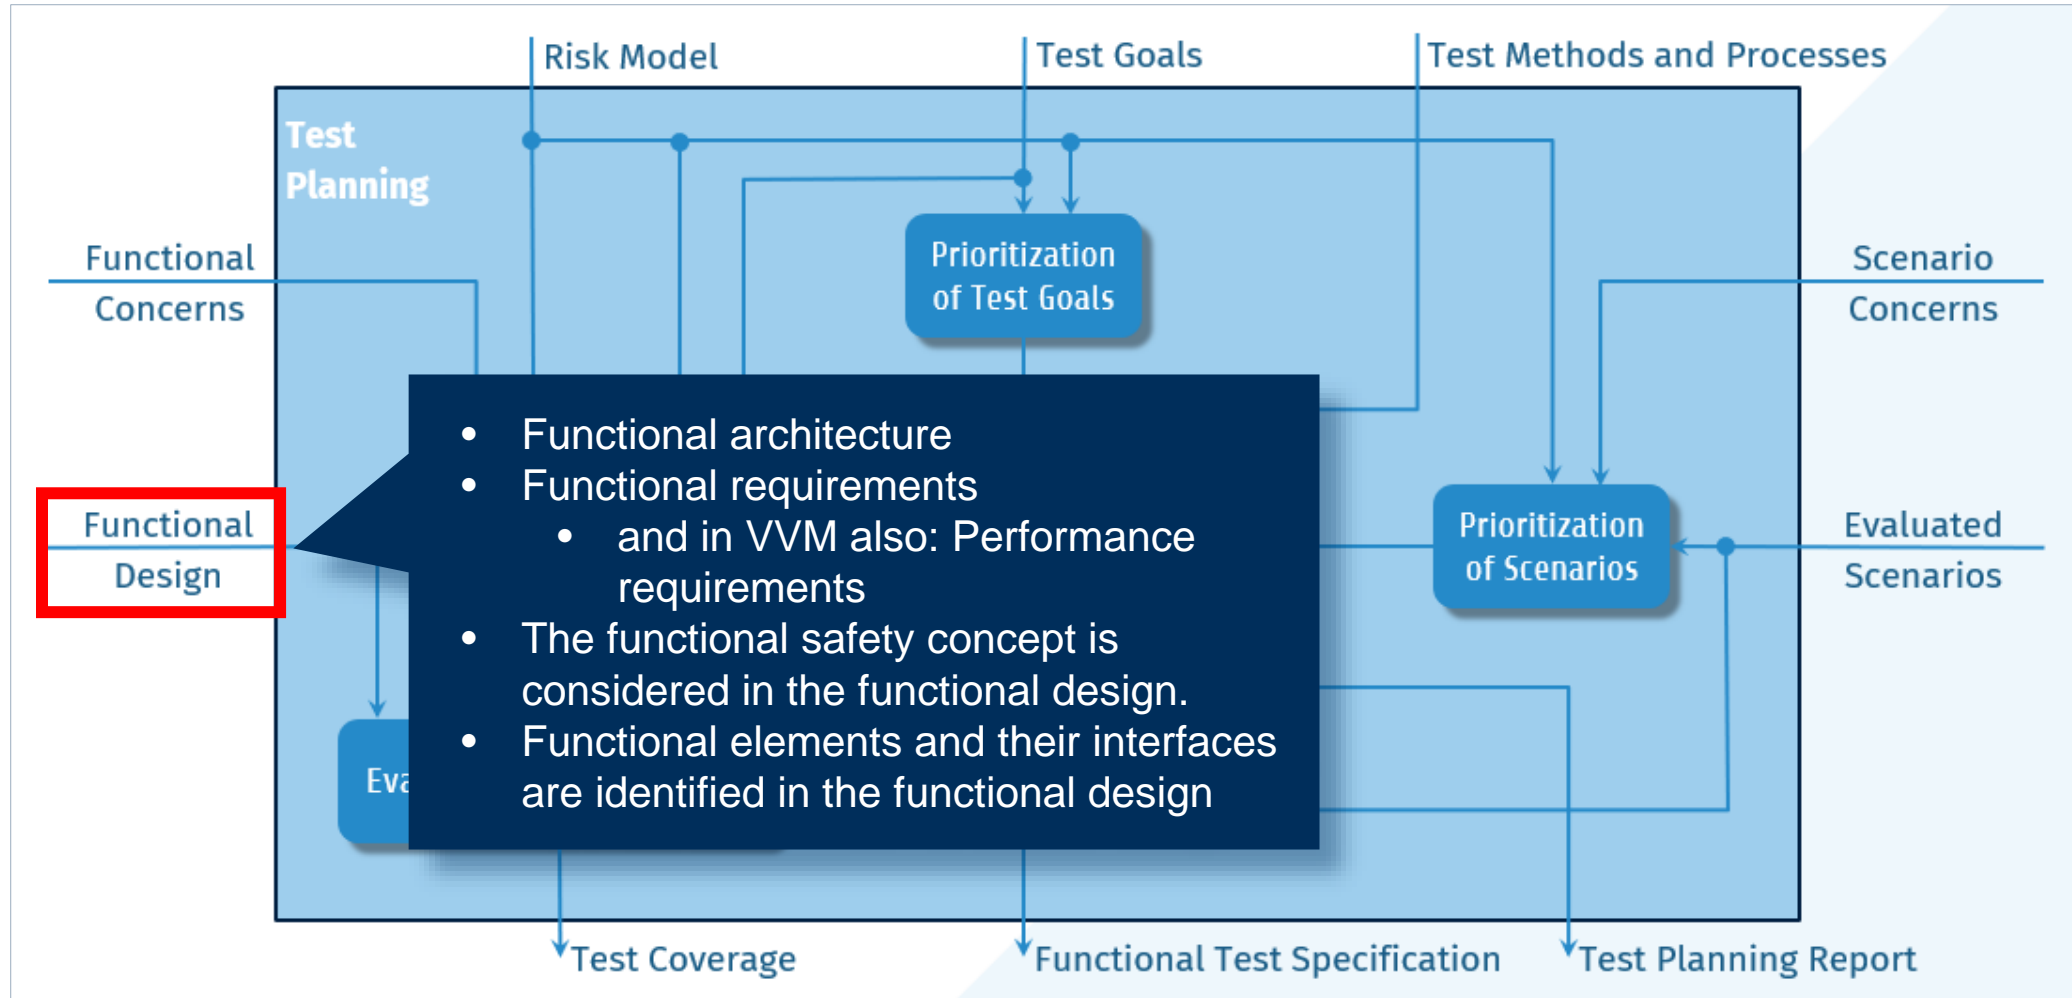 Risk Model
Test Goals
Test Methods and Processes
Test
Planning
Functional
Concerns
Prioritization
of Test Goals
Scenario
Concerns
• Functional architecture
• Functional requirements
• and in VVM also: Performance
requirements
• The functional safety concept is
considered in the functional design.
• Functional elements and their interfaces
are identified in the functional design
Functional
Design
Prioritization
of Scenarios
Evaluated
Scenarios
Test Coverage
Functional Test Specification
Test Planning Report